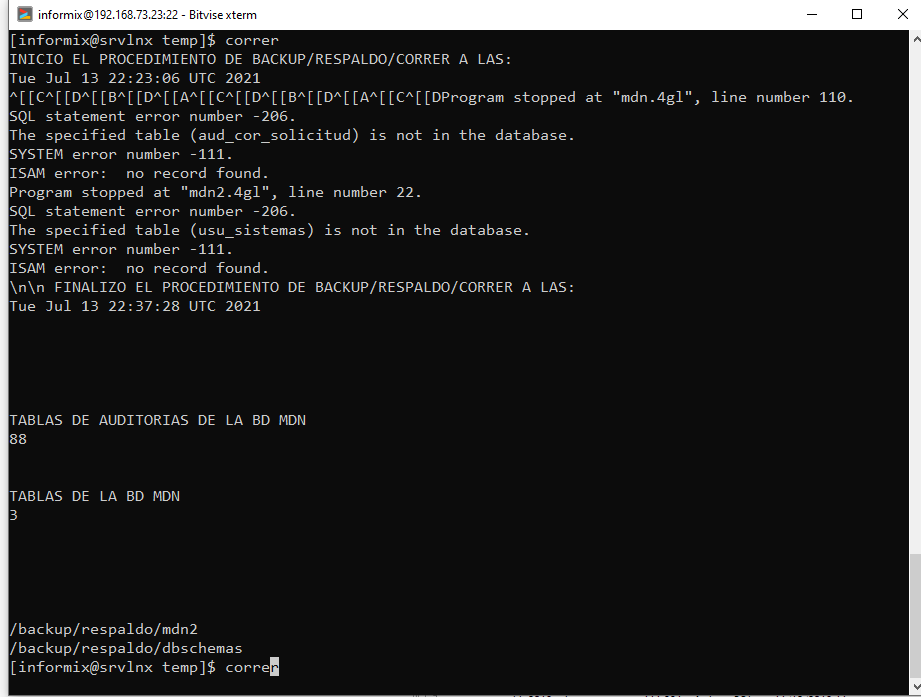 informix@192.168.73.23:22 - Bitvise xterm
[informix@srvlnx temp]$ correr
INICIO EL PROCEDIMIENTO DE BACKUP/RESPALDO/CORRER A LAS:
Tue Jul 13 22:23:06 UTC 2021
^[[C^[[D^[[B^[[D^[[A^[[C^[[D^[[B^[[D^[[A^[[C^[[DProgram stopped at "mdn.4gl", line number 110.
SQL statement error number -206.
The specified table (aud_cor_solicitud) is not in the database.
SYSTEM error number -111.
ISAM error:  no record found.
Program stopped at "mdn2.4gl", line number 22.
SQL statement error number -206.
The specified table (usu_sistemas) is not in the database.
SYSTEM error number -111.
ISAM error:  no record found.
\n\n FINALIZO EL PROCEDIMIENTO DE BACKUP/RESPALDO/CORRER A LAS:
Tue Jul 13 22:37:28 UTC 2021
TABLAS DE AUDITORIAS DE LA BD MDN
88
TABLAS DE LA BD MDN
3
/backup/respaldo/mdn2
/backup/respaldo/dbschemas
[informix@srvlnx temp]$ correr